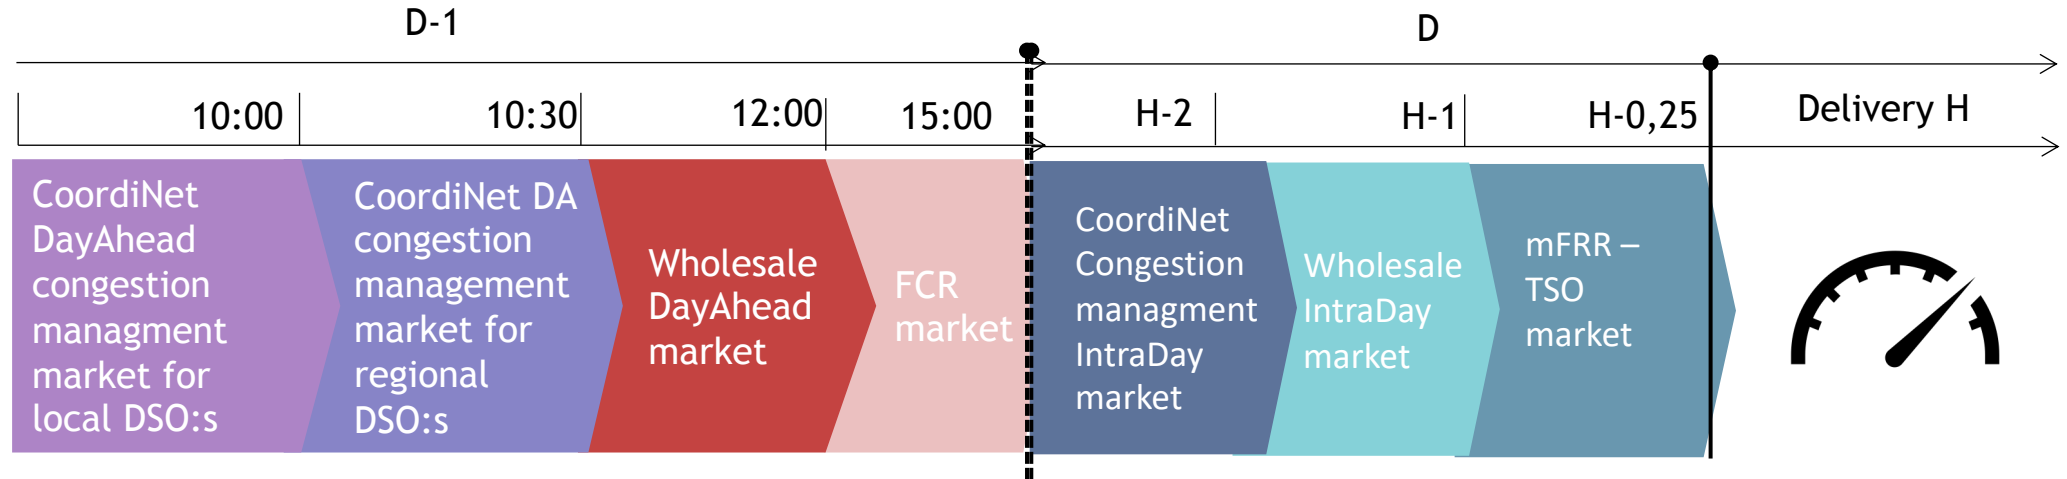 D-1
D
10:00
10:30
12:00
15:00
H-2
H-1
H-0,25
Delivery H
CoordiNet
DayAhead
congestion
managment
market for
local DSO:s
CoordiNet DA
congestion
management
market for
regional
DSO:s
Wholesale
DayAhead
market
FCR
market
CoordiNet
Congestion
managment
IntraDay
market
Wholesale
IntraDay
market
mFRR –
TSO
market